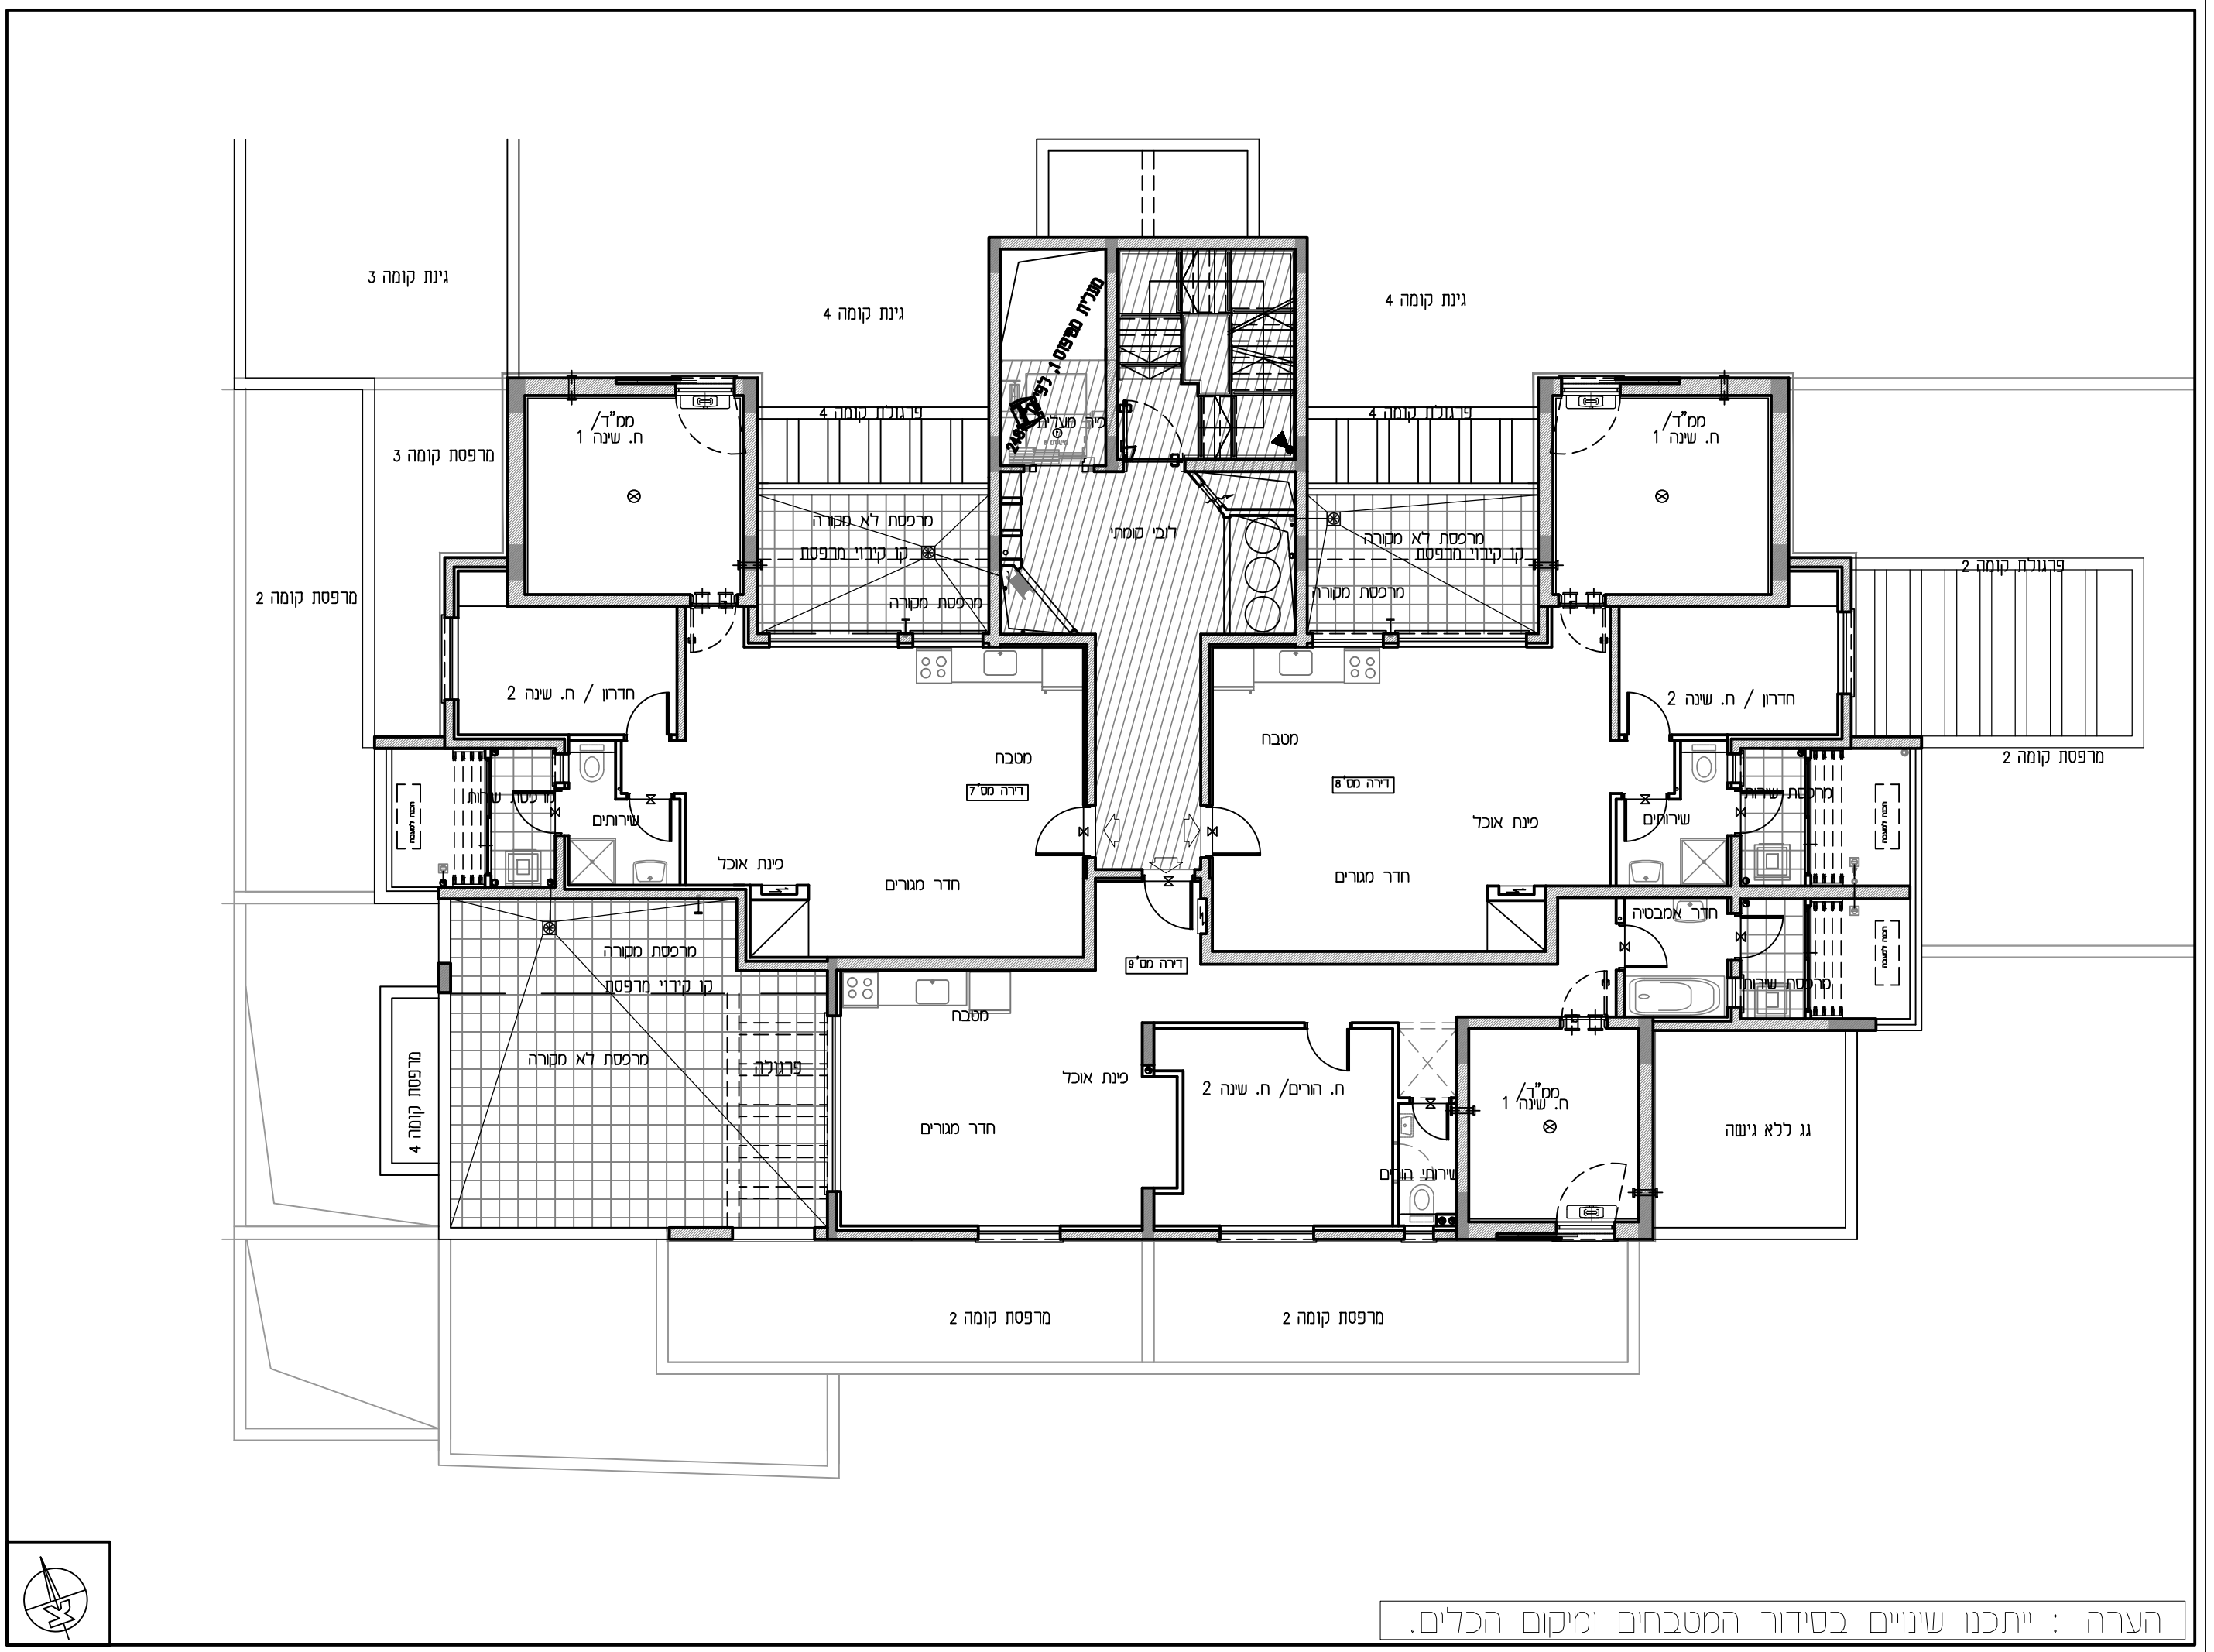 גינת קומה 3
גינת קומה 4
גינת קומה 4
פרגולת קומה 4
פרגולת קומה 4
מרפסת קומה 3
ממ"ד/
ח. שינה 1
ממ"ד/
ח. שינה 1
פיר מעלית
מרפסת לא מקורה
קו קירוי מרפסת
מרפסת מקורה
לובי קומתי
מרפסת לא מקורה
קו קירוי מרפסת
מרפסת מקורה
פרגולת קומה 2
מרפסת קומה 2
חדרון / ח. שינה 2
חדרון / ח. שינה 2
מטבח
דירה מס' 7
מטבח
דירה מס' 8
מרפסת קומה 2
מרפסת שירות
שירותים
פינת אוכל
חדר מגורים
פינת אוכל
חדר מגורים
שירותים
מרפסת שירות
חדר אמבטיה
מרפסת שירות
מרפסת מקורה
קו קירוי מרפסת
מרפסת לא מקורה
פרגולה
מרפסת קומה 4
דירה מס' 9
מטבח
פינת אוכל
חדר מגורים
ח. הורים/ ח. שינה 2
שירותי הורים
ממ"ד/
ח. שינה 1
גג ללא גישה
מרפסת קומה 2
מרפסת קומה 2
הערה : ייתכנו שינויים בסידור המטבחים ומיקום הכלים.